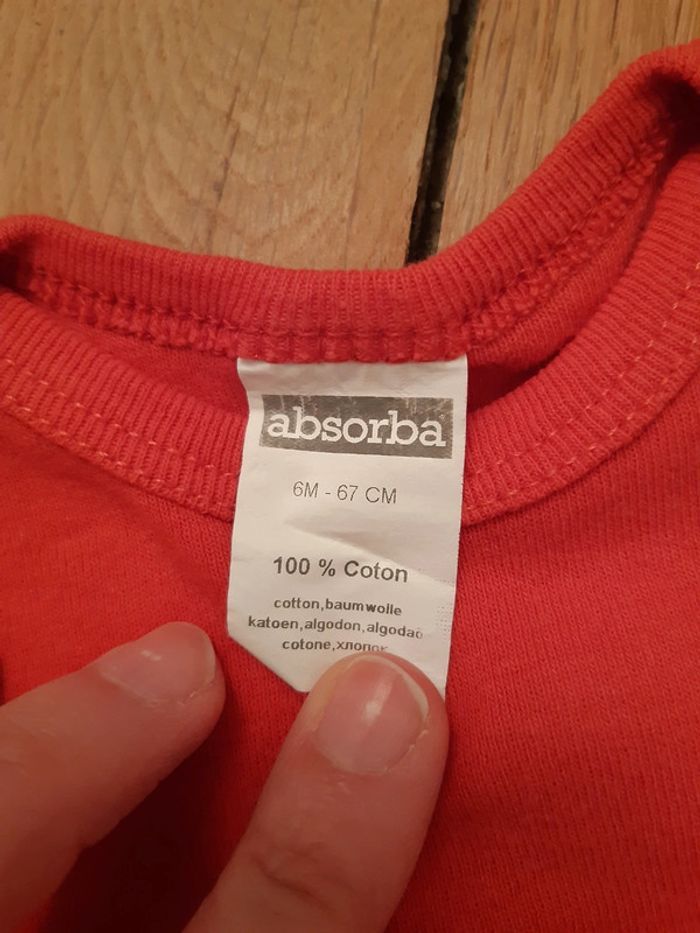 absorba
6M - 67 CM
100 % Coton
cotton,baumwolle
katoen,algodon,algodao
cotone,хлопок